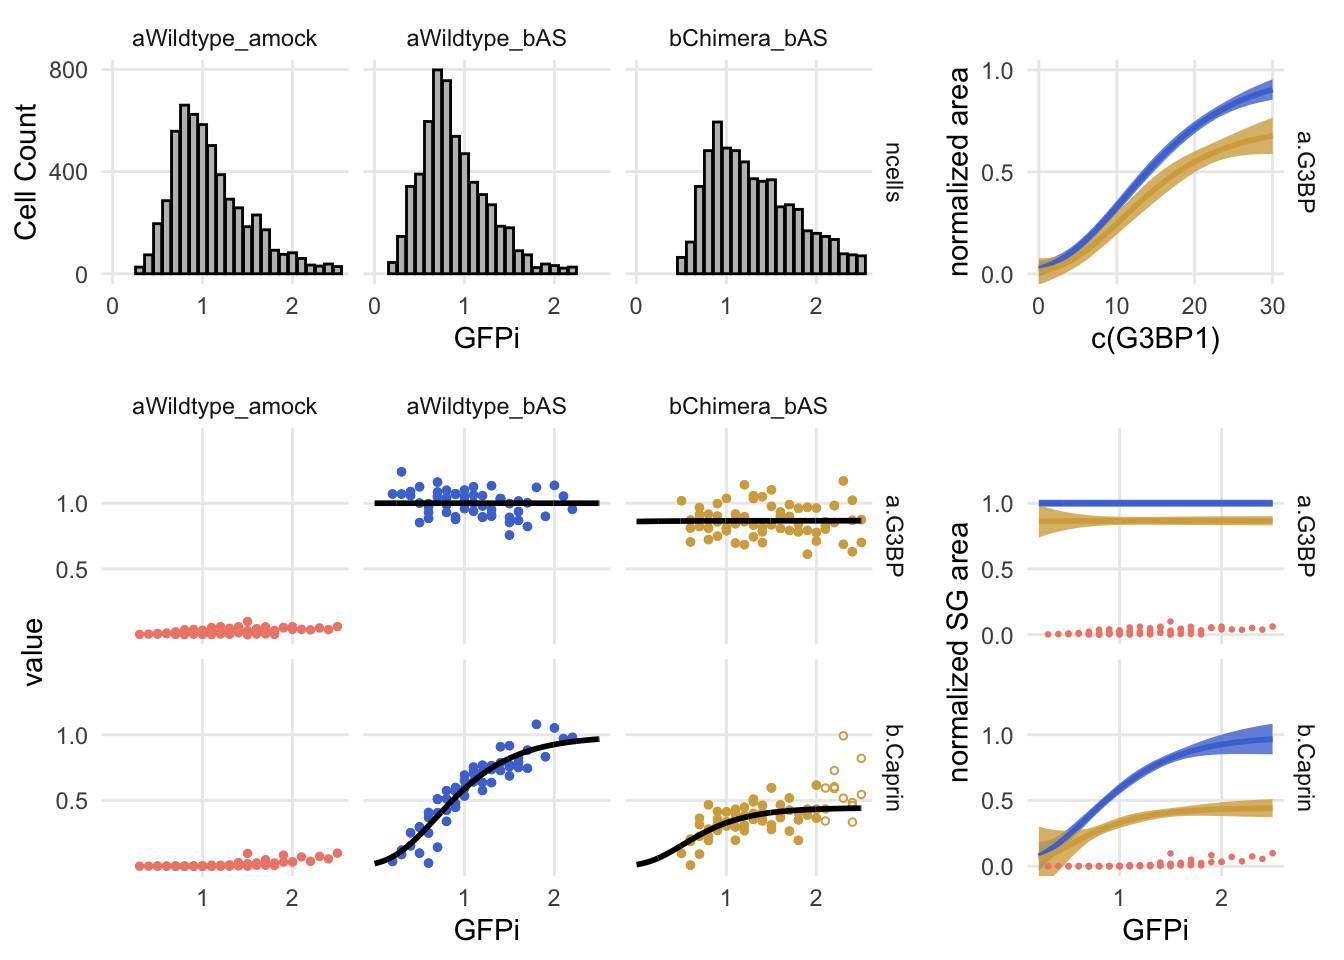 aWildtype_amock aWildtype_bAS bChimera_bAS
Cell Count
800
400
0
ncells
0 1 2 0 1 2 0 1 2
GFPi
normalized area
1.0
0.5
0.0
a.G3BP
0 10 20 30
c(G3BP1)
aWildtype_amock aWildtype_bAS bChimera_bAS
value
1.0
0.5
a.G3BP
1.0
0.5
b.Caprin
1 2 1 2 1 2
GFPi
normalized SG area
1.0
0.5
0.0
a.G3BP
1.0
0.5
0.0
b.Caprin
1 2
GFPi